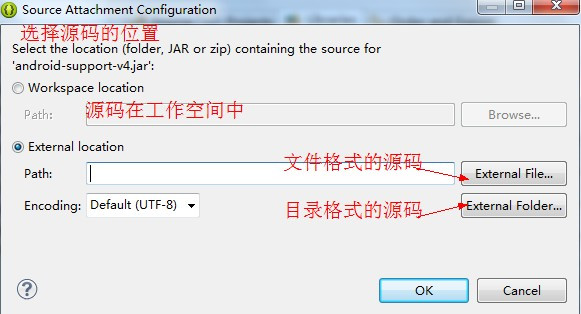 Source Attachment Configuration
选择源码的位置
Select the location (folder, JAR or zip) containing the source for
'android-support-v4.jar':
Workspace location
Path: 源码在工作空间中 Browse...
External location
文件格式的源码
Path: External File...
Encoding: Default (UTF-8) 目录格式的源码 External Folder...
? OK Cancel